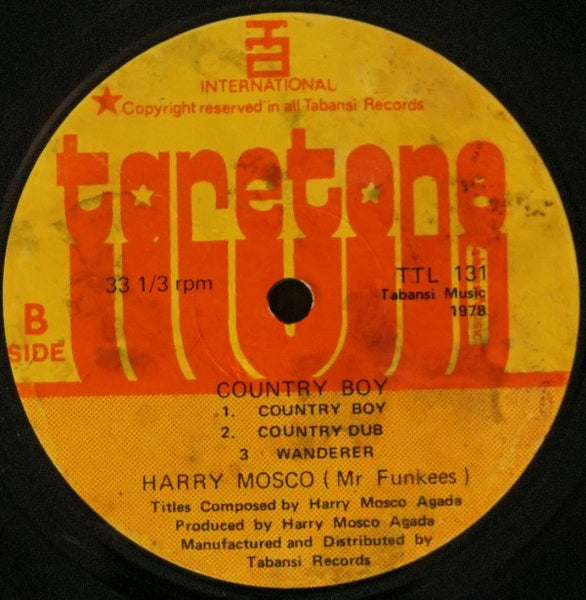 INTERNATIONAL
Copyright reserved in all Tabansi Records
taretone
33 1/3 rpm
TTL 131
Tabansi Music
1978
B
SIDE
COUNTRY BOY
1. COUNTRY BOY
2. COUNTRY DUB
3 WANDERER
HARRY MOSCO ( Mr Funkees )
Titles Composed by Harry Mosco Agada
Produced by Harry Mosco Agada
Manufactured and Distributed by
Tabansi Records